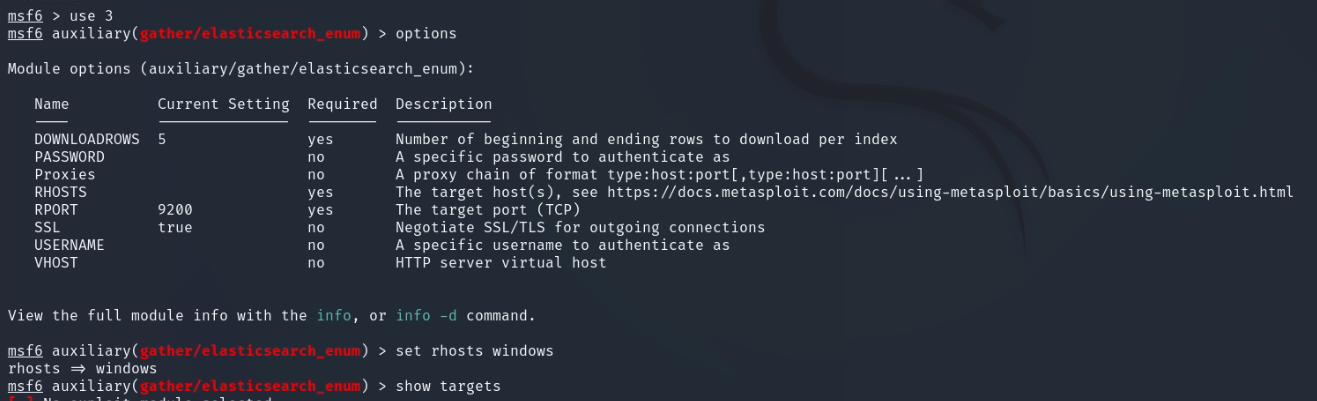 msf6 > use 3
msf6 auxiliary(gather/elasticsearch_enum) > options
Module options (auxiliary/gather/elasticsearch_enum):
Name Current Setting Required Description
DOWNLOADROWS 5 yes Number of beginning and ending rows to download per index
PASSWORD no A specific password to authenticate as
Proxies no A proxy chain of format type:host:port[,type:host:port][...]
RHOSTS yes The target host(s), see https://docs.metasploit.com/docs/using-metasploit/basics/using-metasploit.html
RPORT 9200 yes The target port (TCP)
SSL true no Negotiate SSL/TLS for outgoing connections
USERNAME no A specific username to authenticate as
VHOST no HTTP server virtual host
View the full module info with the info, or info -d command.
msf6 auxiliary(gather/elasticsearch_enum) > set rhosts windows
rhosts => windows
msf6 auxiliary(gather/elasticsearch_enum) > show targets
[-] No exploit module selected.